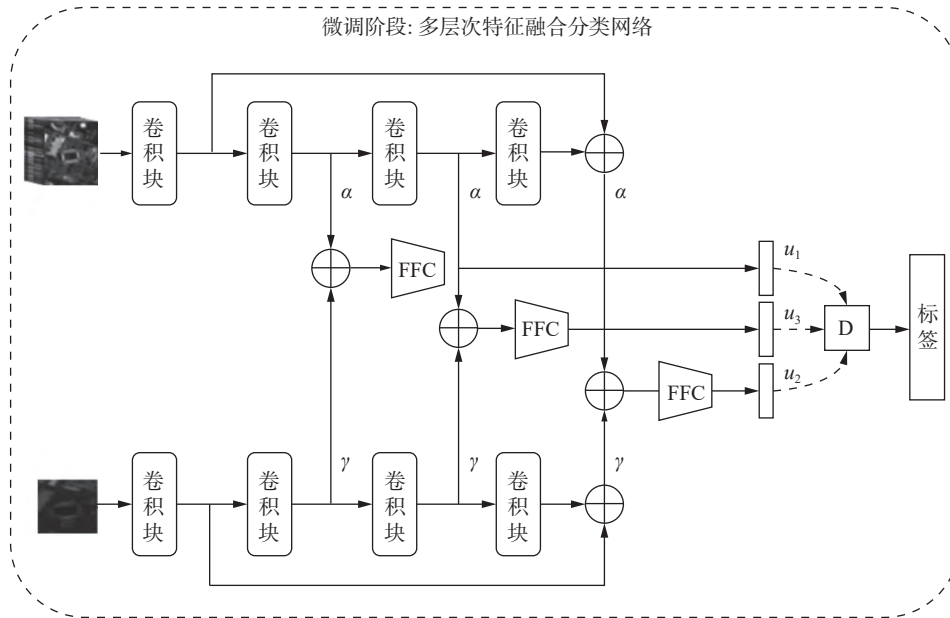 微调阶段: 多层次特征融合分类网络
卷积块
卷积块
卷积块
卷积块
α
α
α
FFC
u₁
FFC
u₃
D
标签
FFC
u₂
γ
γ
γ
卷积块
卷积块
卷积块
卷积块